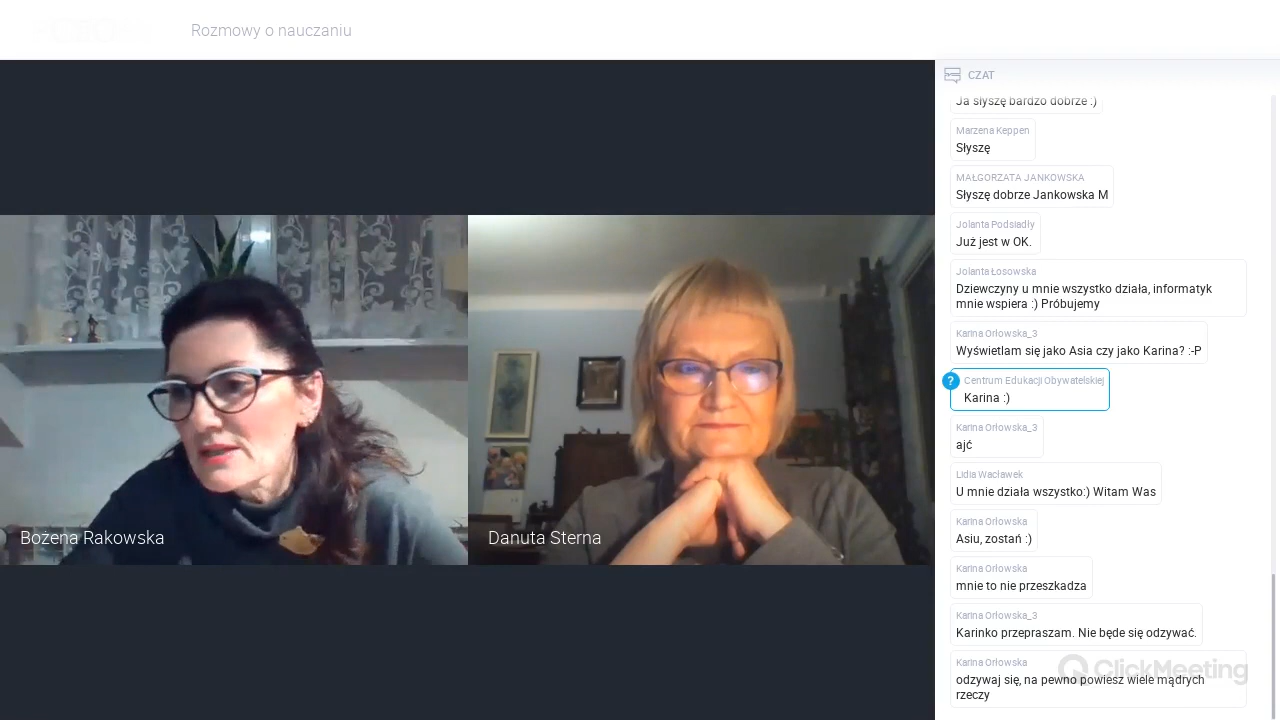 Rozmowy o nauczaniu
Bożena Rakowska
Danuta Sterna
CZAT
Ja słyszę bardzo dobrze :)
Marzena Keppen
Słyszę
MAŁGORZATA JANKOWSKA
Słyszę dobrze Jankowska M
Jolanta Podsiadły
Już jest w OK.
Jolanta Łosowska
Dziewczyny u mnie wszystko działa, informatyk
mnie wspiera :) Próbujemy
Karina Orłowska_3
Wyświetlam się jako Asia czy jako Karina? :-P
?
Centrum Edukacji Obywatelskiej
Karina :)
Karina Orłowska_3
ajć
Lidia Wacławek
U mnie działa wszystko:) Witam Was
Karina Orłowska
Asiu, zostań :)
Karina Orłowska
mnie to nie przeszkadza
Karina Orłowska_3
Karinko przepraszam. Nie będe się odzywać.
Karina Orłowska
odzywaj się, na pewno powiesz wiele mądrych
rzeczy
ClickMeeting